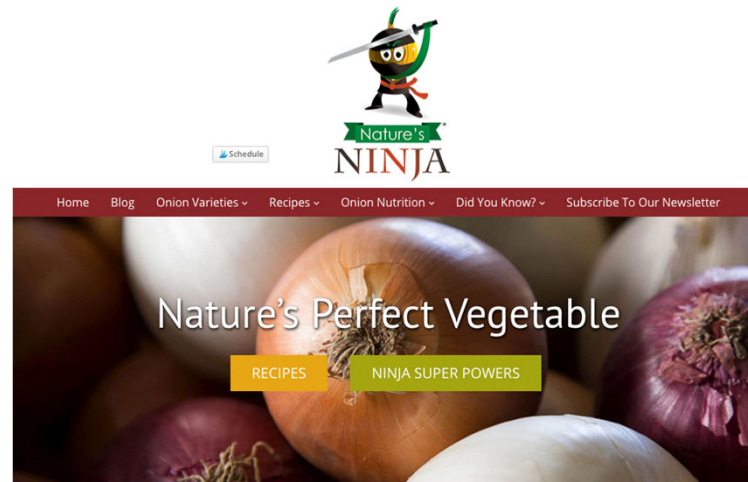 Schedule
Nature's
NINJA
Home Blog Onion Varieties Recipes Onion Nutrition Did You Know? Subscribe To Our Newsletter
Nature's Perfect Vegetable
RECIPES NINJA SUPER POWERS